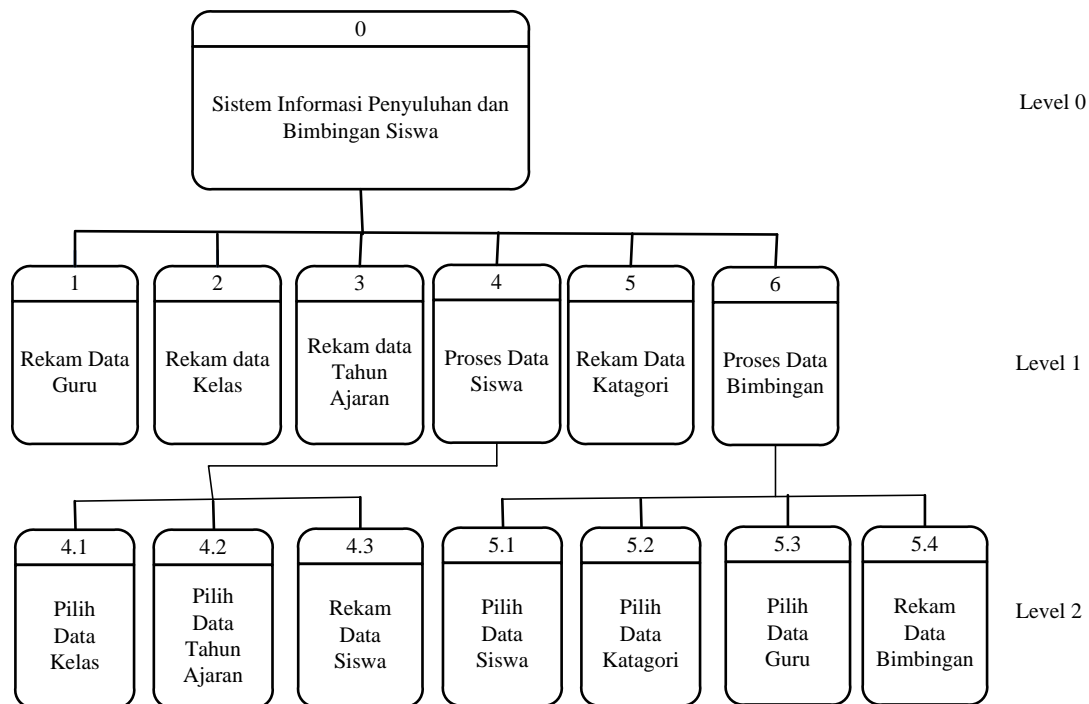 0
Sistem Informasi Penyuluhan dan
Bimbingan Siswa
Level 0
1
Rekam Data
Guru
2
Rekam data
Kelas
3
Rekam data
Tahun
Ajaran
4
Proses Data
Siswa
5
Rekam Data
Katagori
6
Proses Data
Bimbingan
Level 1
4.1
Pilih
Data
Kelas
4.2
Pilih
Data
Tahun
Ajaran
4.3
Rekam
Data
Siswa
5.1
Pilih
Data
Siswa
5.2
Pilih
Data
Katagori
5.3
Pilih
Data
Guru
5.4
Rekam
Data
Bimbingan
Level 2